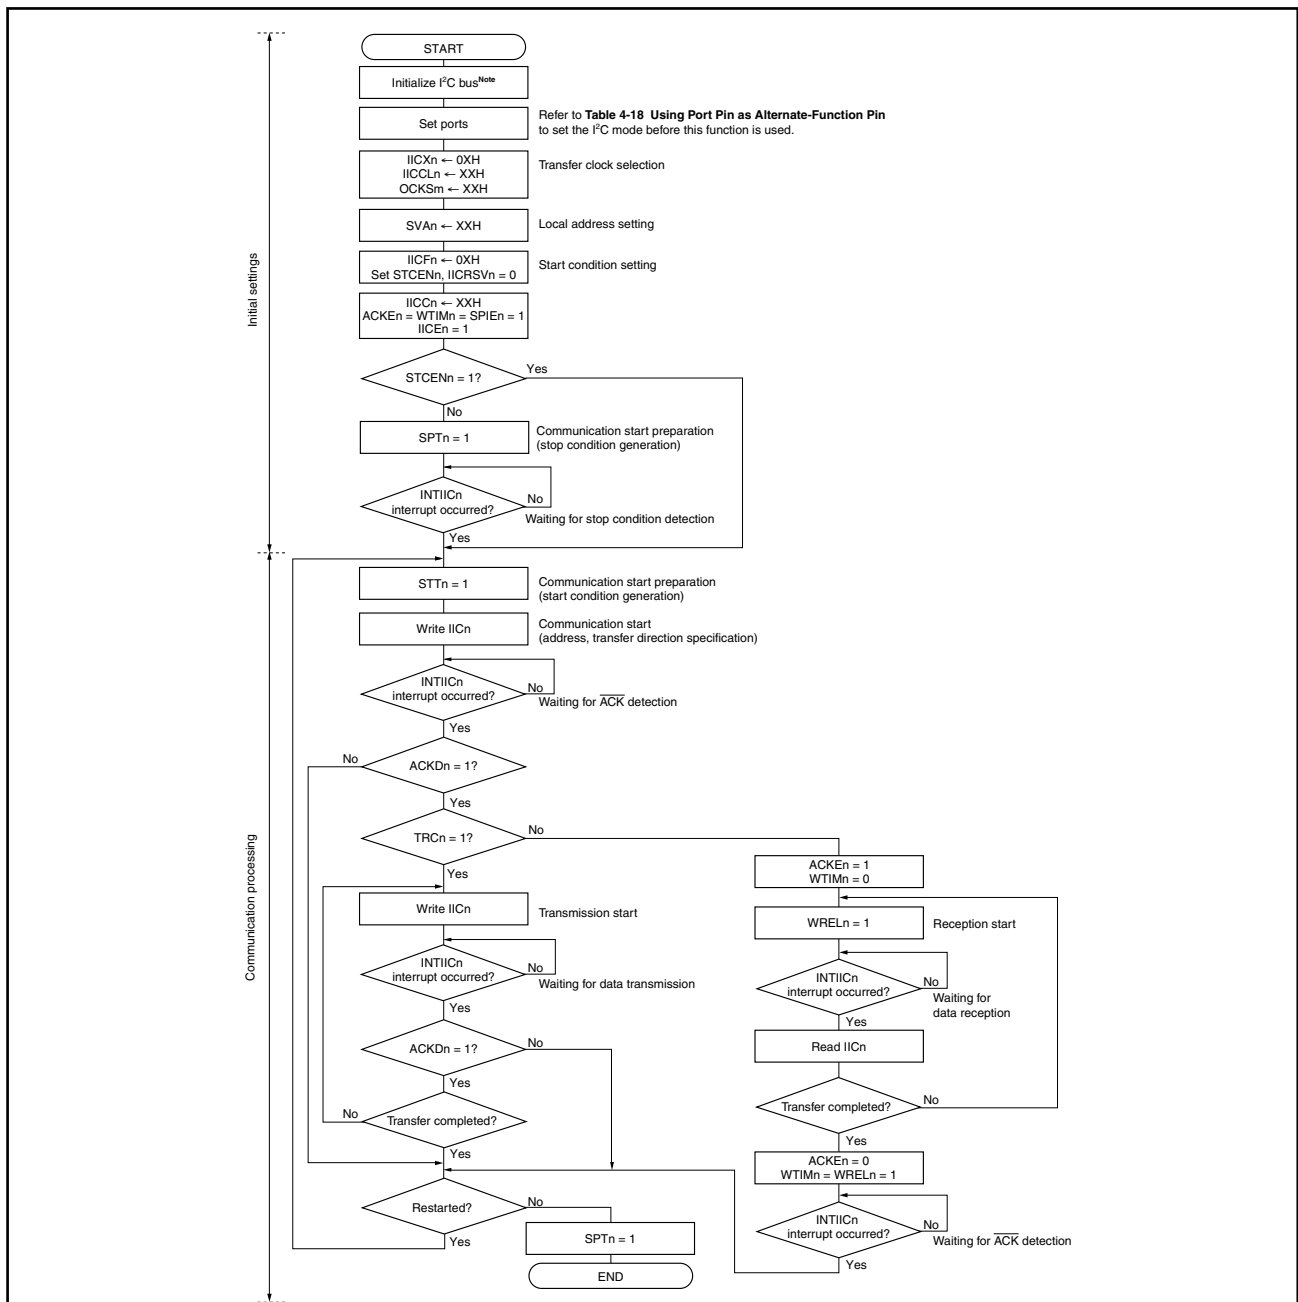 START
Initialize I²C bus^Note
Set ports
Refer to Table 4-18 Using Port Pin as Alternate-Function Pin
to set the I²C mode before this function is used.
IICXn ← 0XH
IICCLn ← XXH
OCKSm ← XXH
Transfer clock selection
SVAn ← XXH
Local address setting
IICFn ← 0XH
Set STCENn, IICRSVn = 0
Start condition setting
IICCn ← XXH
ACKEn = WTIMn = SPIEn = 1
IICEn = 1
Initial settings
STCENn = 1?
Yes
No
SPTn = 1
Communication start preparation
(stop condition generation)
INTIICn
interrupt occurred?
No
Waiting for stop condition detection
Yes
STTn = 1
Communication start preparation
(start condition generation)
Write IICn
Communication start
(address, transfer direction specification)
INTIICn
interrupt occurred?
No
Waiting for A̅C̅K̅ detection
Yes
No
ACKDn = 1?
Yes
TRCn = 1?
No
Yes
Communication processing
Write IICn
Transmission start
INTIICn
interrupt occurred?
No
Waiting for data transmission
Yes
ACKDn = 1?
No
Yes
No
Transfer completed?
Yes
Restarted?
No
Yes
SPTn = 1
END
ACKEn = 1
WTIMn = 0
WRELn = 1
Reception start
INTIICn
interrupt occurred?
No
Waiting for
data reception
Yes
Read IICn
Transfer completed?
No
Yes
ACKEn = 0
WTIMn = WRELn = 1
INTIICn
interrupt occurred?
No
Waiting for A̅C̅K̅ detection
Yes